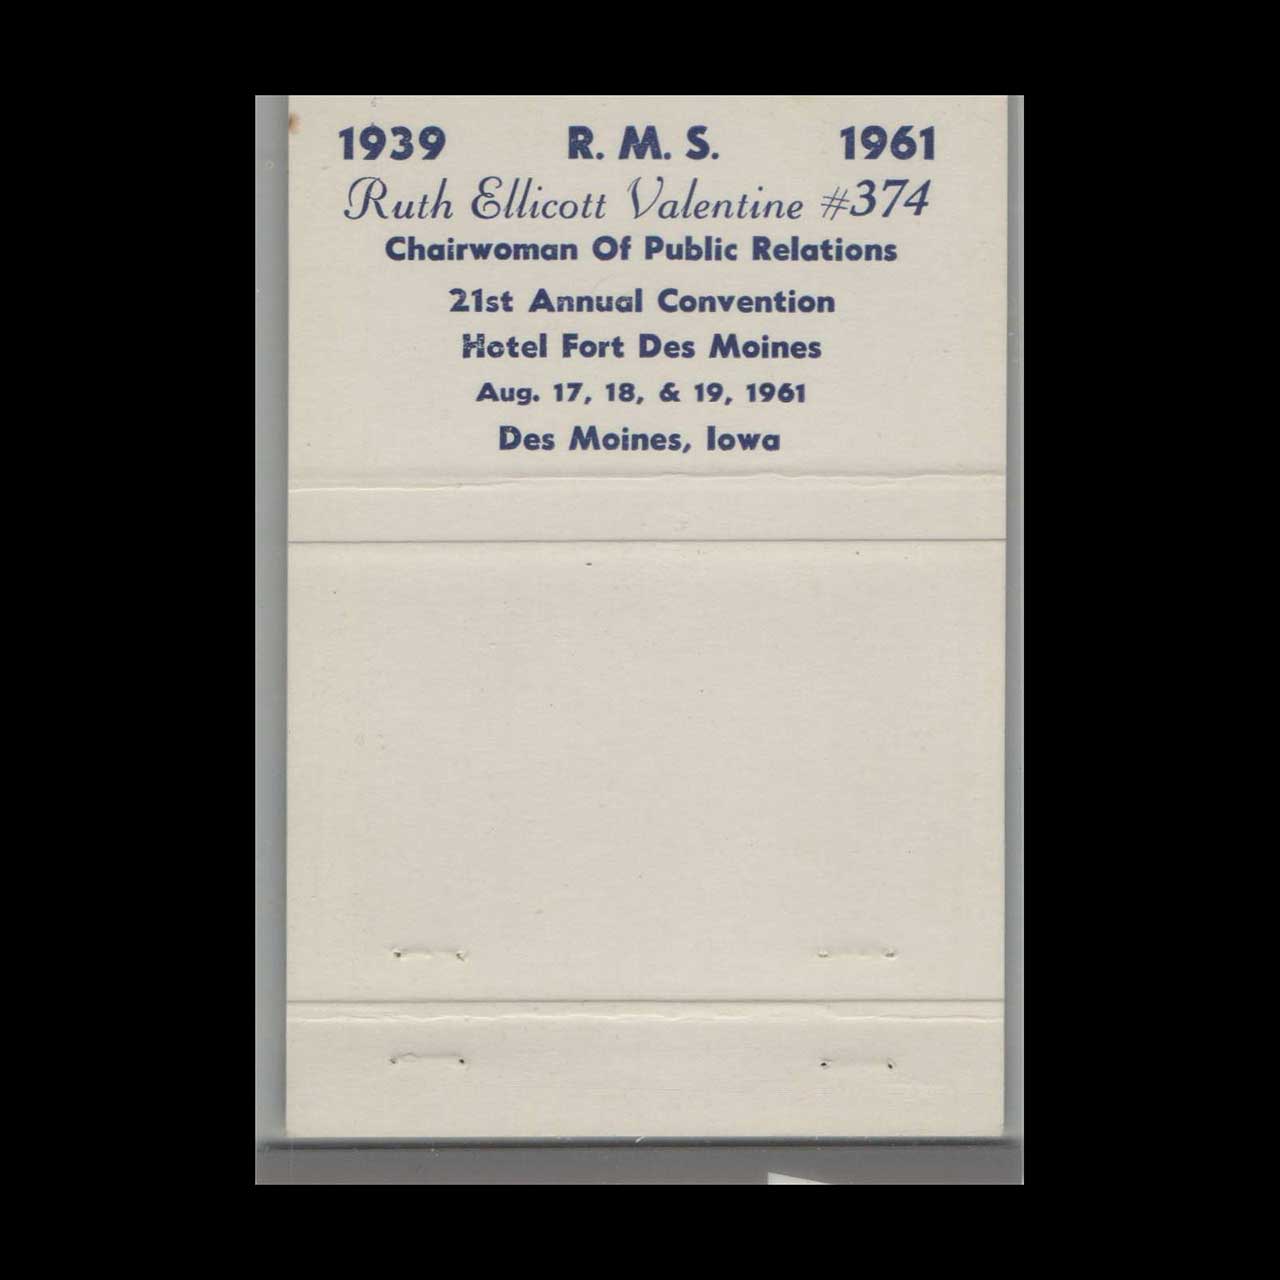 1939 R. M. S. 1961
Ruth Ellicott Valentine #374
Chairwoman Of Public Relations
21st Annual Convention
Hotel Fort Des Moines
Aug. 17, 18, & 19, 1961
Des Moines, Iowa